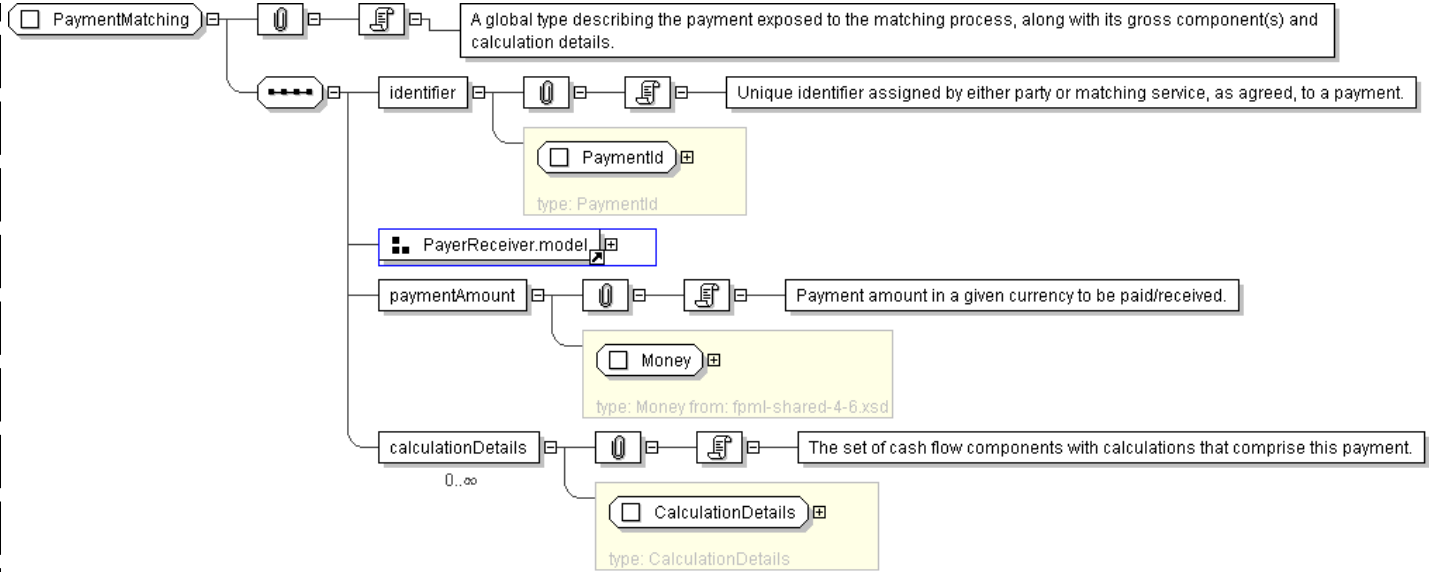 PaymentMatching
A global type describing the payment exposed to the matching process, along with its gross component(s) and
calculation details.
identifier
Unique identifier assigned by either party or matching service, as agreed, to a payment.
PaymentId
type: PaymentId
PayerReceiver.model
paymentAmount
Payment amount in a given currency to be paid/received.
Money
type: Money from: fpml-shared-4-6.xsd
calculationDetails
The set of cash flow components with calculations that comprise this payment.
0..∞
CalculationDetails
type: CalculationDetails